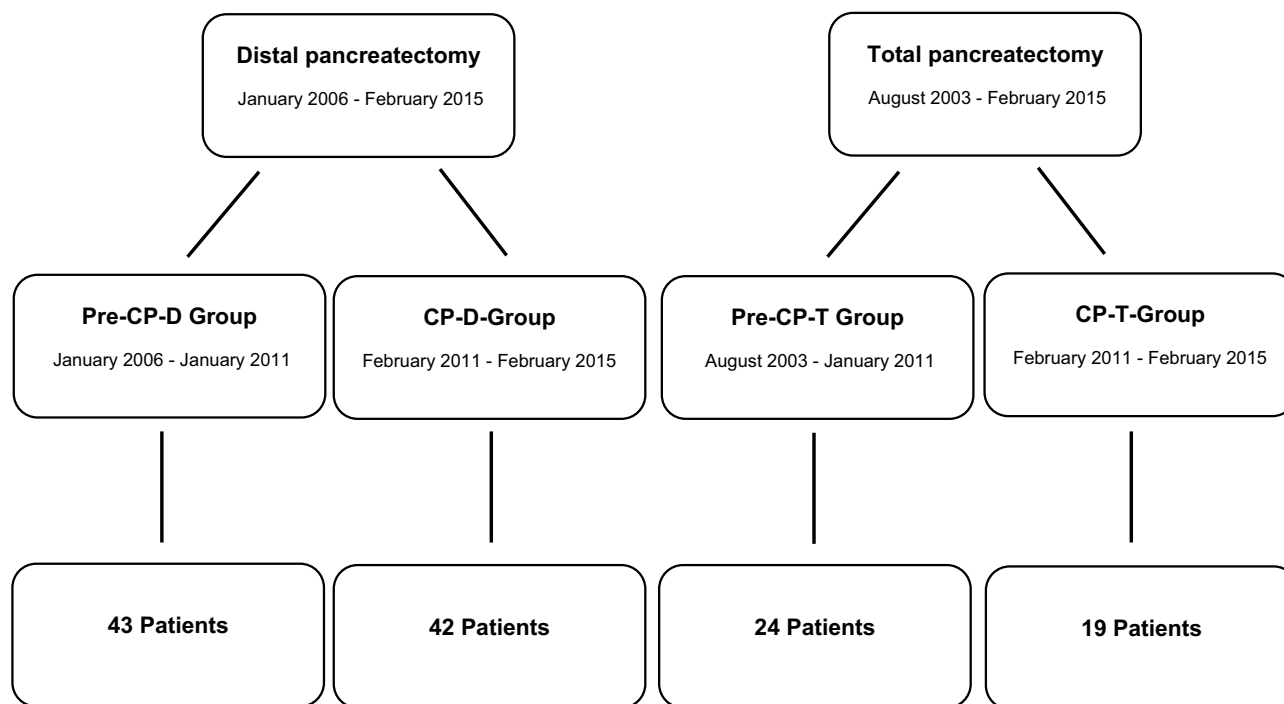 Distal pancreatectomy
January 2006 - February 2015
Total pancreatectomy
August 2003 - February 2015
Pre-CP-D Group
January 2006 - January 2011
CP-D-Group
February 2011 - February 2015
Pre-CP-T Group
August 2003 - January 2011
CP-T-Group
February 2011 - February 2015
43 Patients
42 Patients
24 Patients
19 Patients